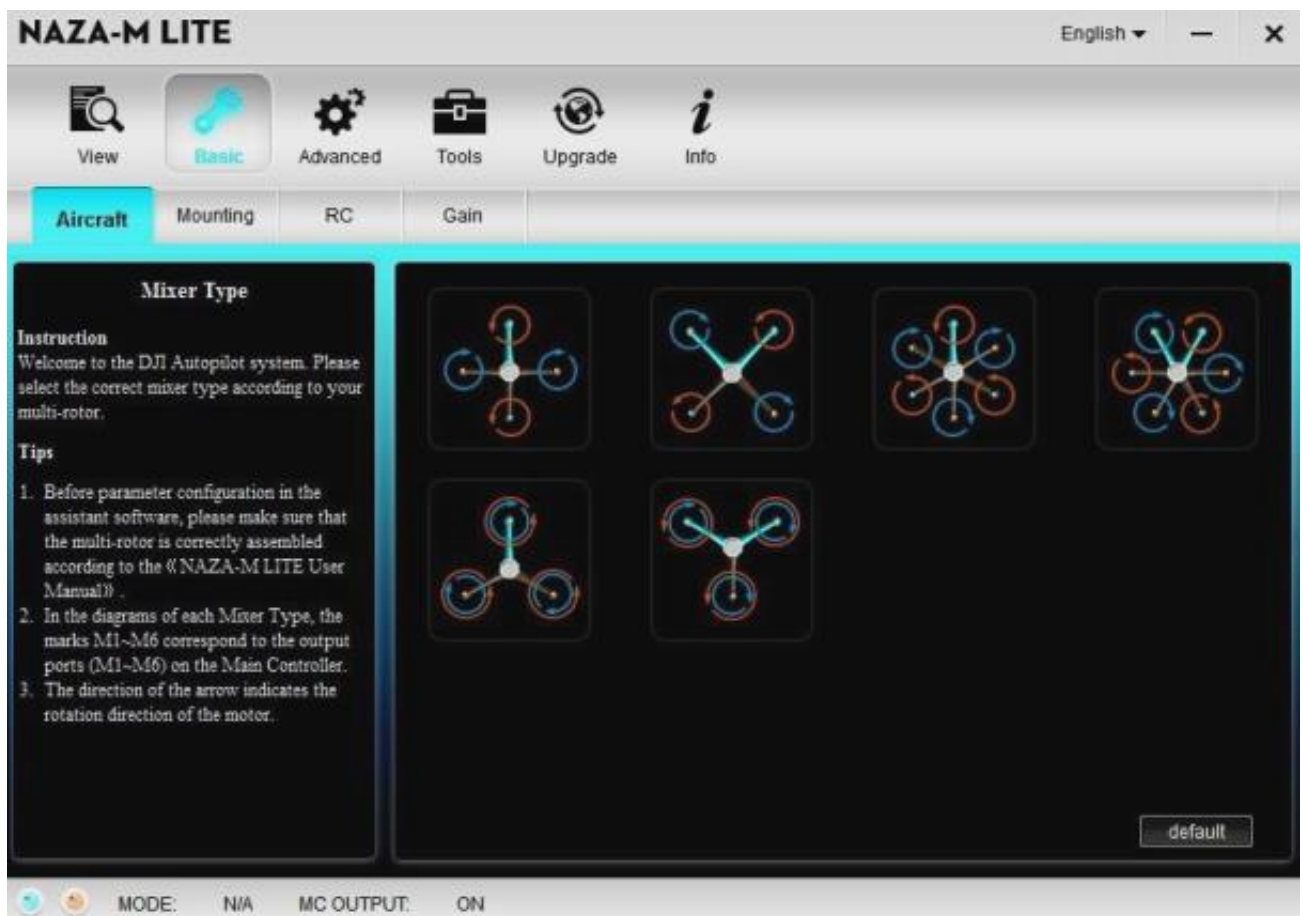 NAZA-M LITE
English
View
Basic
Advanced
Tools
Upgrade
Info
Aircraft
Mounting
RC
Gain
Mixer Type
Instruction
Welcome to the DJI Autopilot system. Please
select the correct mixer type according to your
multi-rotor.
Tips
1. Before parameter configuration in the
assistant software, please make sure that
the multi-rotor is correctly assembled
according to the 《NAZA-M LITE User
Manual》 .
2. In the diagrams of each Mixer Type, the
marks M1~M6 correspond to the output
ports (M1~M6) on the Main Controller.
3. The direction of the arrow indicates the
rotation direction of the motor.
default
MODE: N/A MC OUTPUT: ON